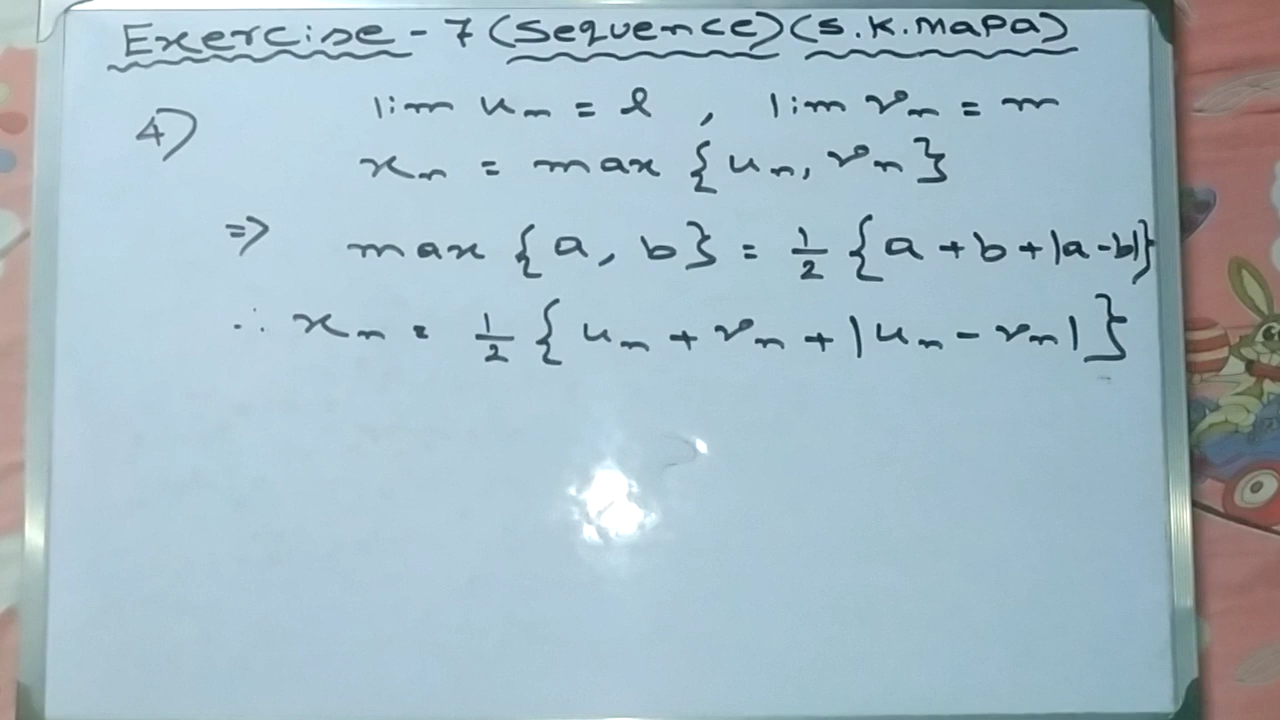 Exercise - 7 (Sequence) (S.K.Mapa)
4) lim uₙ = l , lim vₙ = m
xₙ = max {uₙ, vₙ}
⇒ max {a, b} = 1/2 {a + b + |a-b|}
∴ xₙ = 1/2 {uₙ + vₙ + |uₙ - vₙ|}